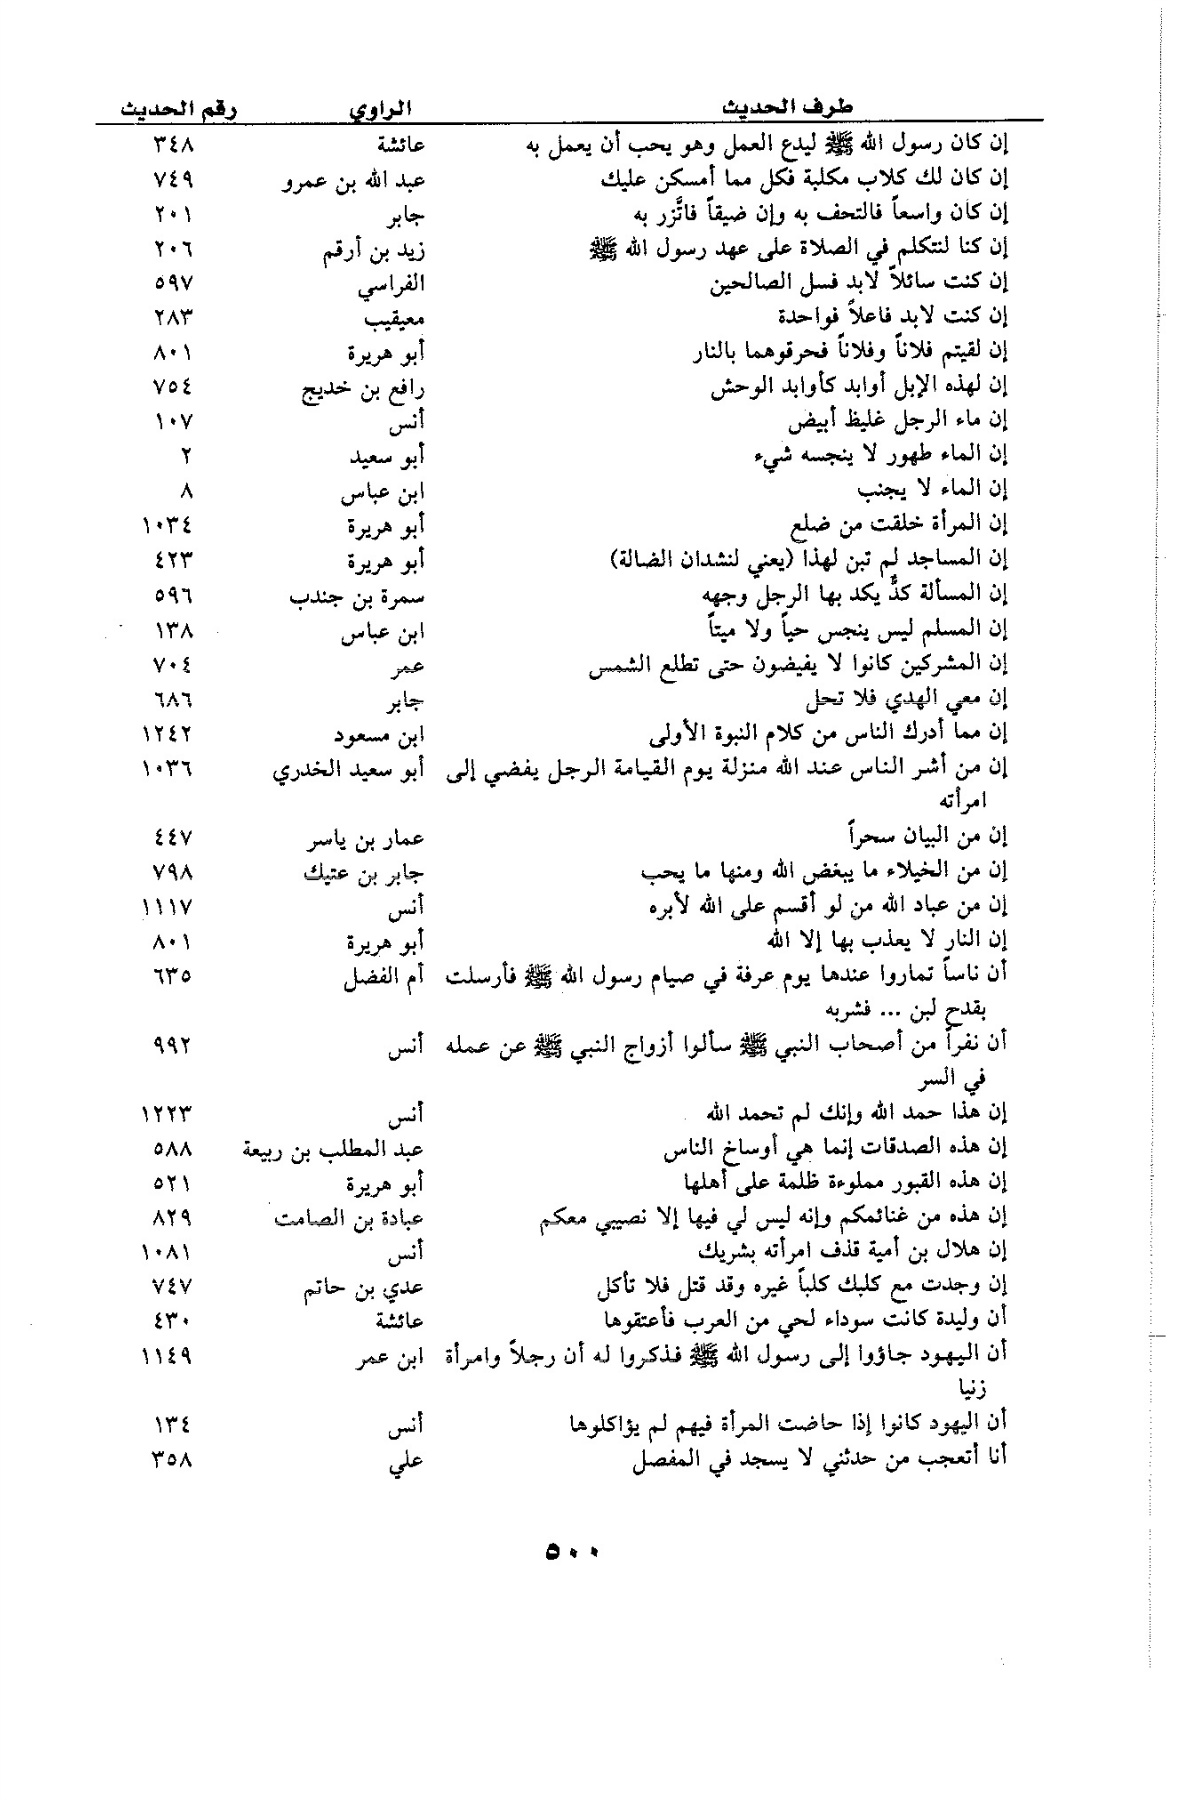 طرف الحديث الراوي رقم الحديث
إن كان رسول الله ﷺ ليدع العمل وهو يحب أن يعمل به عائشة ٣٤٨
إن كان لك كلاب مكلبة فكل مما أمسكن عليك عبد الله بن عمرو ٧٤٩
إن كان واسعاً فالتحف به وإن ضيقاً فاتَّزر به جابر ٢٠١
إن كنا لنتكلم في الصلاة على عهد رسول الله ﷺ زيد بن أرقم ٢٠٦
إن كنت سائلاً لابد فسل الصالحين الفراسي ٥٩٧
إن كنت لابد فاعلاً فواحدة معيقيب ٢٨٣
إن لقيتم فلاناً وفلاناً فحرقوهما بالنار أبو هريرة ٨٠١
إن لهذه الإبل أوابد كأوابد الوحش رافع بن خديج ٧٥٤
إن ماء الرجل غليظ أبيض أنس ١٠٧
إن الماء طهور لا ينجسه شيء أبو سعيد ٢
إن الماء لا يجنب ابن عباس ٨
إن المرأة خلقت من ضلع أبو هريرة ١٠٣٤
إن المساجد لم تبن لهذا (يعني لنشدان الضالة) أبو هريرة ٤٢٣
إن المسألة كدٌّ يكد بها الرجل وجهه سمرة بن جندب ٥٩٦
إن المسلم ليس ينجس حياً ولا ميتاً ابن عباس ١٣٨
إن المشركين كانوا لا يفيضون حتى تطلع الشمس عمر ٧٠٤
إن معي الهدي فلا تحل جابر ٦٨٦
إن مما أدرك الناس من كلام النبوة الأولى ابن مسعود ١٢٤٢
إن من أشر الناس عند الله منزلة يوم القيامة الرجل يفضي إلى أبو سعيد الخدري ١٠٣٦
امرأته
إن من البيان سحراً عمار بن ياسر ٤٤٧
إن من الخيلاء ما يبغض الله ومنها ما يحب جابر بن عتيك ٧٩٨
إن من عباد الله من لو أقسم على الله لأبره أنس ١١١٧
إن النار لا يعذب بها إلا الله أبو هريرة ٨٠١
أن ناساً تماروا عندها يوم عرفة في صيام رسول الله ﷺ فأرسلت أم الفضل ٦٣٥
بقدح لبن ... فشربه
أن نفراً من أصحاب النبي ﷺ سألوا أزواج النبي ﷺ عن عمله أنس ٩٩٢
في السر
إن هذا حمد الله وإنك لم تحمد الله أنس ١٢٢٣
إن هذه الصدقات إنما هي أوساخ الناس عبد المطلب بن ربيعة ٥٨٨
إن هذه القبور مملوءة ظلمة على أهلها أبو هريرة ٥٢١
إن هذه من غنائمكم وإنه ليس لي فيها إلا نصيبي معكم عبادة بن الصامت ٨٢٩
إن هلال بن أمية قذف امرأته بشريك أنس ١٠٨١
إن وجدت مع كلبك كلباً غيره وقد قتل فلا تأكل عدي بن حاتم ٧٤٧
أن وليدة كانت سوداء لحي من العرب فأعتقوها عائشة ٤٣٠
أن اليهود جاؤوا إلى رسول الله ﷺ فذكروا له أن رجلاً وامرأة ابن عمر ١١٤٩
زنيا
أن اليهود كانوا إذا حاضت المرأة فيهم لم يؤاكلوها أنس ١٣٤
أنا أتعجب من حدثني لا يسجد في المفصل علي ٣٥٨
٥٠٠